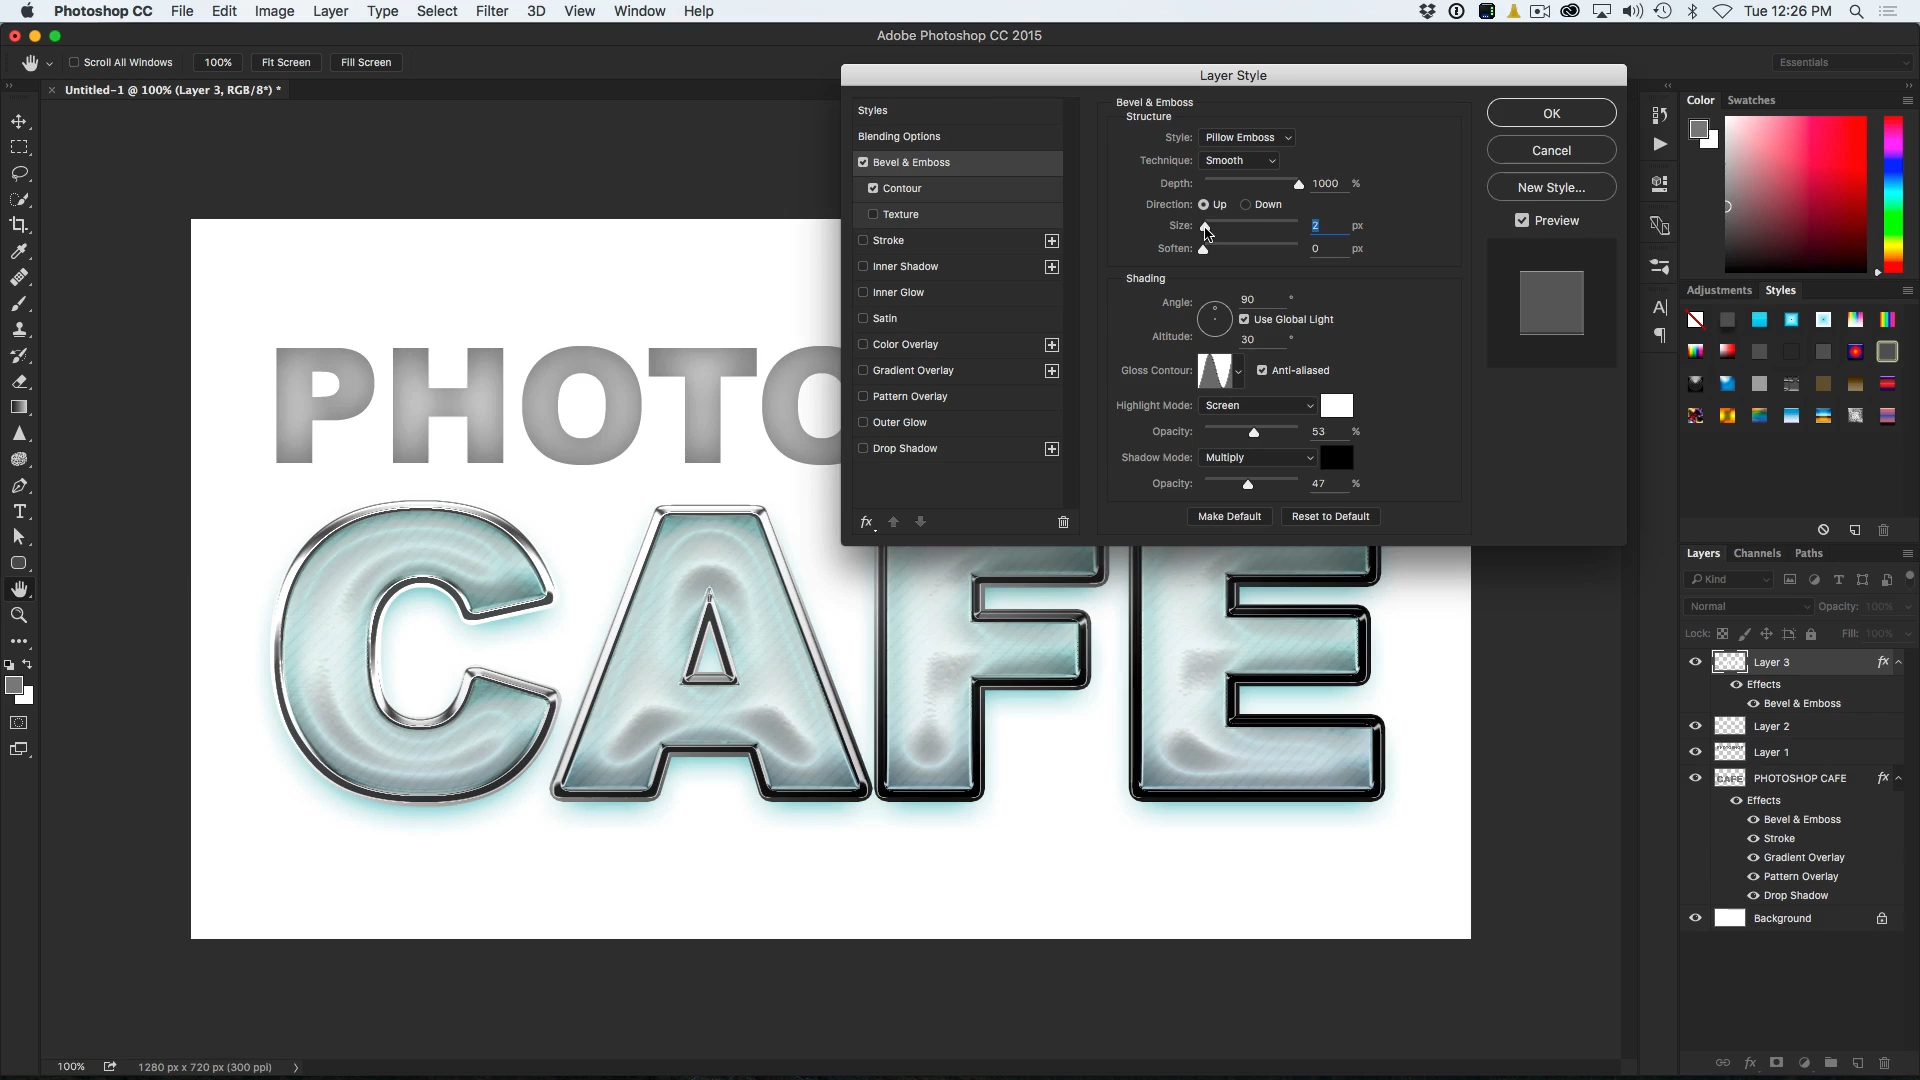 Photoshop CC File Edit Image Layer Type Select Filter 3D View Window Help Tue 12:26 PM
Adobe Photoshop CC 2015
Scroll All Windows 100% Fit Screen Fill Screen Essentials
Untitled-1 @ 100% (Layer 3, RGB/8*) *
Layer Style
Styles
Blending Options
Bevel & Emboss
Contour
Texture
Stroke
Inner Shadow
Inner Glow
Satin
Color Overlay
Gradient Overlay
Pattern Overlay
Outer Glow
Drop Shadow
fx
Bevel & Emboss
Structure
Style: Pillow Emboss
Technique: Smooth
Depth: 1000 %
Direction: Up Down
Size: 2 px
Soften: 0 px
Shading
Angle: 90 °
Use Global Light
Altitude: 30 °
Gloss Contour: Anti-aliased
Highlight Mode: Screen
Opacity: 53 %
Shadow Mode: Multiply
Opacity: 47 %
Make Default Reset to Default
OK
Cancel
New Style...
Preview
PHOTO
CAFE
Color Swatches
Adjustments Styles
Layers Channels Paths
Kind
Normal Opacity: 100%
Lock: Fill: 100%
Layer 3 fx
Effects
Bevel & Emboss
Layer 2
Layer 1
PHOTOSHOP CAFE fx
Effects
Bevel & Emboss
Stroke
Gradient Overlay
Pattern Overlay
Drop Shadow
Background
fx
100% 1280 px x 720 px (300 ppi)